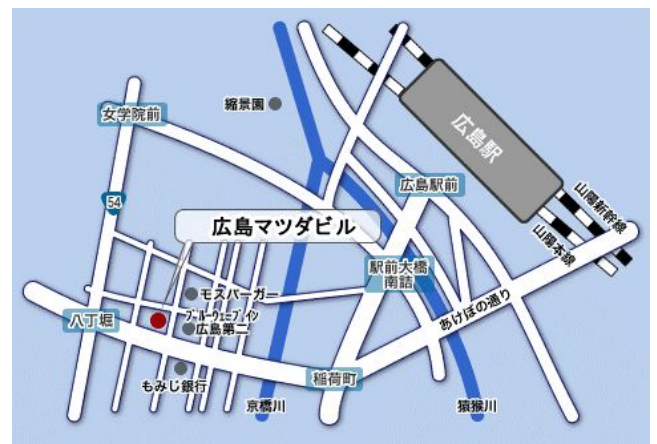 縮景園
女学院前
広島駅
広島駅前
54
山陽新幹線
山陽本線
広島マツダビル
駅前大橋
南詰
モスバーガー
あけぼの通り
ブルーウェーブイン
広島第二
八丁堀
もみじ銀行
稲荷町
京橋川
猿猴川